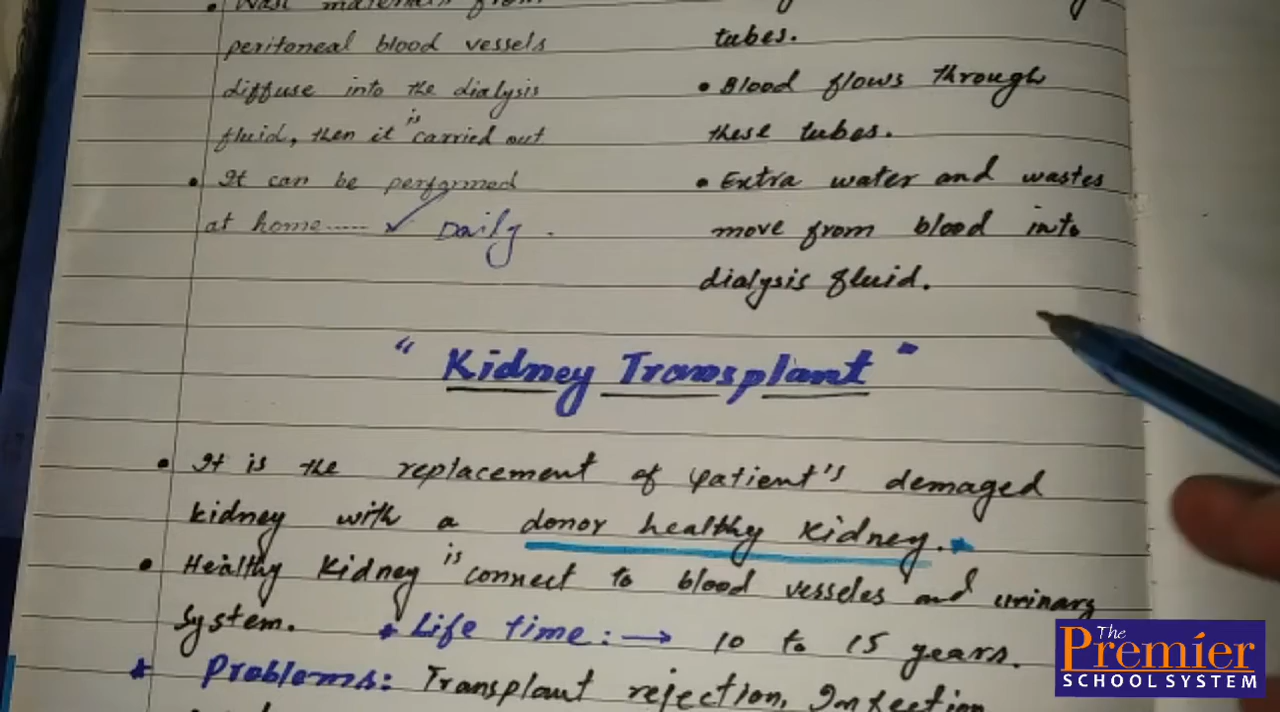 peritoneal blood vessels
diffuse into the dialysis
fluid, then it is carried out
• It can be performed
at home...... ✓ Daily.
tubes.
• Blood flows through
these tubes.
• Extra water and wastes
move from blood into
dialysis fluid.
" Kidney Transplant "
• It is the replacement of patient's demaged
kidney with a donor healthy kidney.
• Healthy Kidney is connect to blood vesseles and urinary
system. * Life time: → 10 to 15 years.
* Problems: Transplant rejection, Infection
The
Premier
SCHOOL SYSTEM